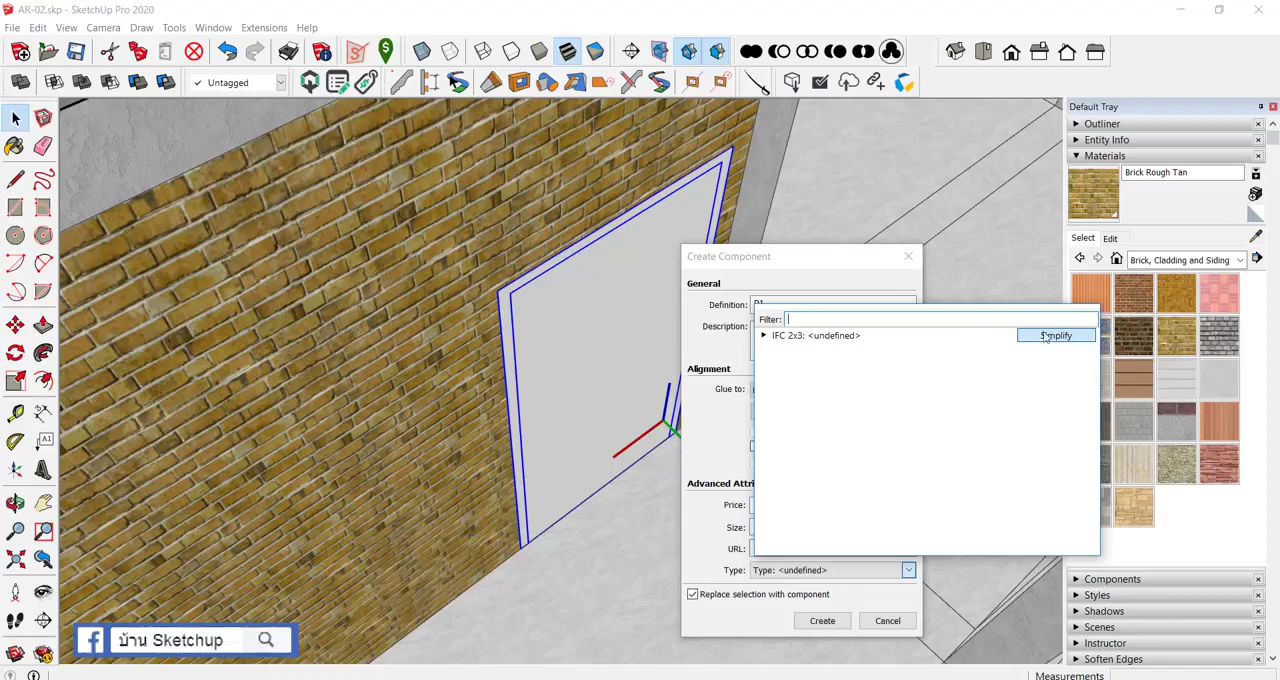 AR-02.skp - SketchUp Pro 2020
File Edit View Camera Draw Tools Window Extensions Help
Untagged
A1
Default Tray
Outliner
Entity Info
Materials
Brick Rough Tan
Select Edit
Brick, Cladding and Siding
Create Component
General
Definition:
Description:
Filter:
IFC 2x3: <undefined>
Simplify
Alignment
Glue to:
Advanced Attri
Price:
Size:
URL:
Type: Type: <undefined>
Replace selection with component
Create Cancel
Components
Styles
Shadows
Scenes
Instructor
Soften Edges
บ้าน Sketchup
Measurements